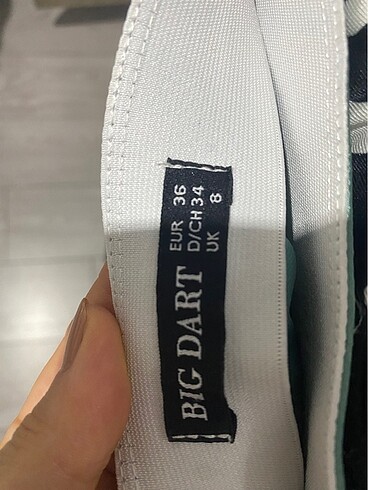 BIG DART
EUR 36
D/CH 34
UK 8